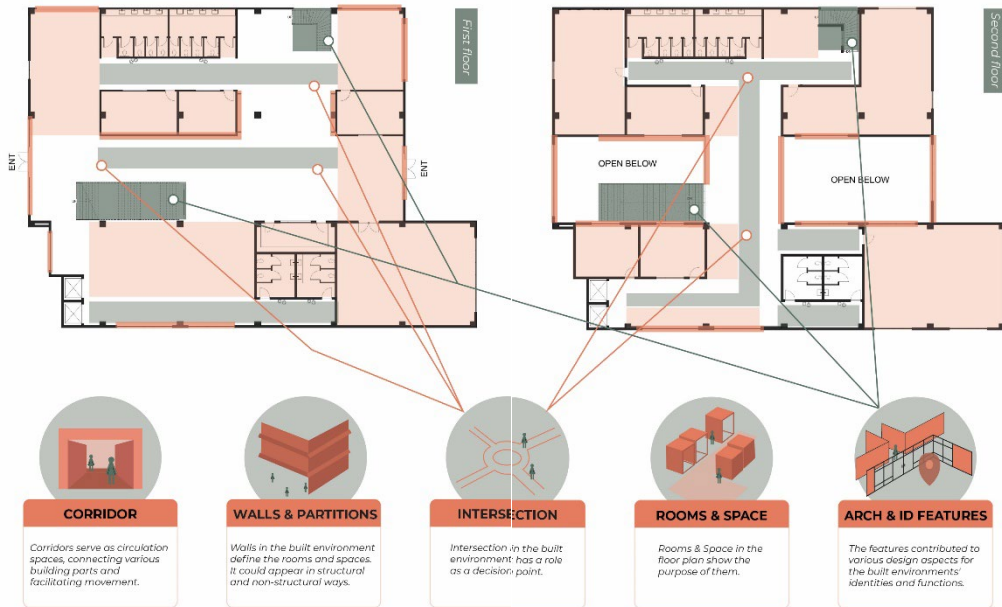 First floor
Second floor
ENT
ENT
OPEN BELOW
OPEN BELOW
CORRIDOR
Corridors serve as circulation
spaces, connecting various
building parts and
facilitating movement.
WALLS & PARTITIONS
Walls in the built environment
define the rooms and spaces.
It could appear in structural
and non-structural ways.
INTERSECTION
Intersection in the built
environment has a role
as a decision point.
ROOMS & SPACE
Rooms & Space in the
floor plan show the
purpose of them.
ARCH & ID FEATURES
The features contributed to
various design aspects for
the built environments'
identities and functions.